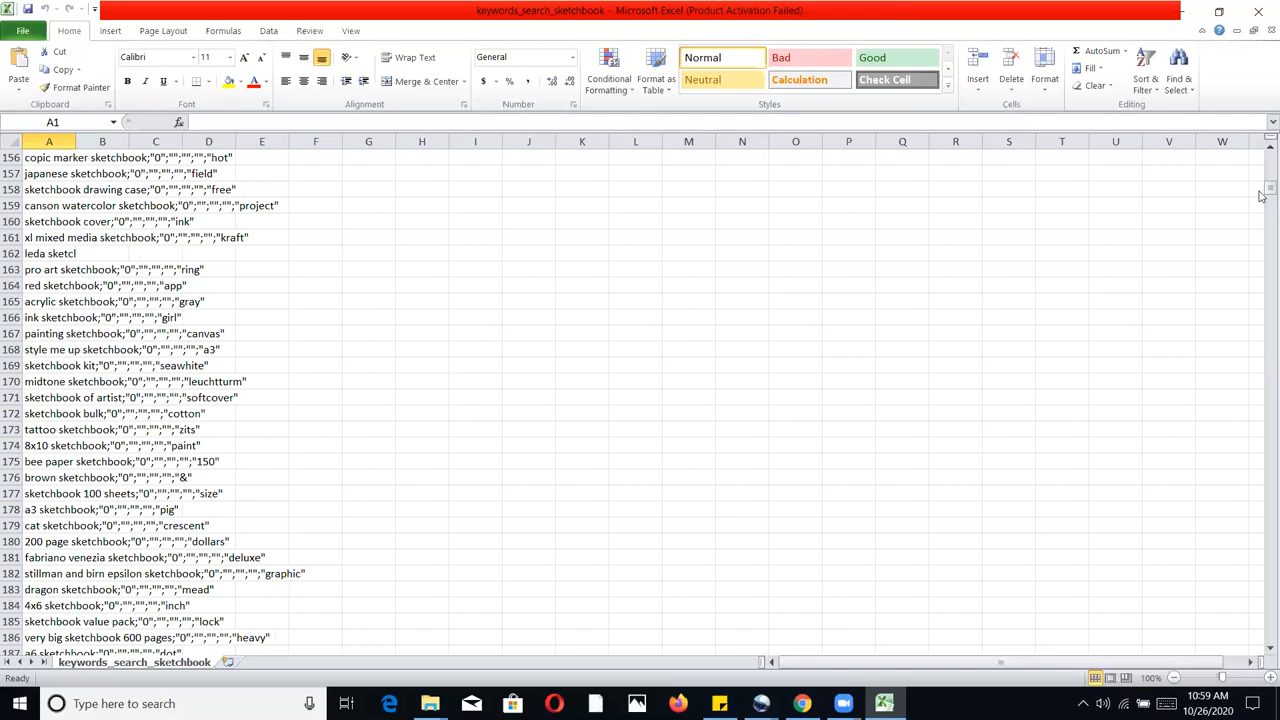 keywords_search_sketchbook - Microsoft Excel (Product Activation Failed)
File Home Insert Page Layout Formulas Data Review View
Cut
Copy
Format Painter
Paste
Calibri 11
B I U
Wrap Text
Merge & Center
General
$ % ,
Conditional Formatting
Format as Table
Normal Bad Good
Neutral Calculation Check Cell
Insert Delete Format
AutoSum
Fill
Clear
Sort & Filter
Find & Select
Clipboard Font Alignment Number Styles Cells Editing
A1 fx
A B C D E F G H I J K L M N O P Q R S T U V W
156 copic marker sketchbook;"0";"";"";"";"hot"
157 japanese sketchbook;"0";"";"";"";"field"
158 sketchbook drawing case;"0";"";"";"";"free"
159 canson watercolor sketchbook;"0";"";"";"";"project"
160 sketchbook cover;"0";"";"";"";"ink"
161 xl mixed media sketchbook;"0";"";"";"";"kraft"
162 leda sketcl
163 pro art sketchbook;"0";"";"";"";"ring"
164 red sketchbook;"0";"";"";"";"app"
165 acrylic sketchbook;"0";"";"";"";"gray"
166 ink sketchbook;"0";"";"";"";"girl"
167 painting sketchbook;"0";"";"";"";"canvas"
168 style me up sketchbook;"0";"";"";"";"a3"
169 sketchbook kit;"0";"";"";"";"seawhite"
170 midtone sketchbook;"0";"";"";"";"leuchtturm"
171 sketchbook of artist;"0";"";"";"";"softcover"
172 sketchbook bulk;"0";"";"";"";"cotton"
173 tattoo sketchbook;"0";"";"";"";"zits"
174 8x10 sketchbook;"0";"";"";"";"paint"
175 bee paper sketchbook;"0";"";"";"";"150"
176 brown sketchbook;"0";"";"";"";"&"
177 sketchbook 100 sheets;"0";"";"";"";"size"
178 a3 sketchbook;"0";"";"";"";"pig"
179 cat sketchbook;"0";"";"";"";"crescent"
180 200 page sketchbook;"0";"";"";"";"dollars"
181 fabriano venezia sketchbook;"0";"";"";"";"deluxe"
182 stillman and birn epsilon sketchbook;"0";"";"";"";"graphic"
183 dragon sketchbook;"0";"";"";"";"mead"
184 4x6 sketchbook;"0";"";"";"";"inch"
185 sketchbook value pack;"0";"";"";"";"lock"
186 very big sketchbook 600 pages;"0";"";"";"";"heavy"
187 a6 sketchbook;"0";"";"";"";"dot"
keywords_search_sketchbook
Ready 100%
Type here to search
10:59 AM
10/26/2020